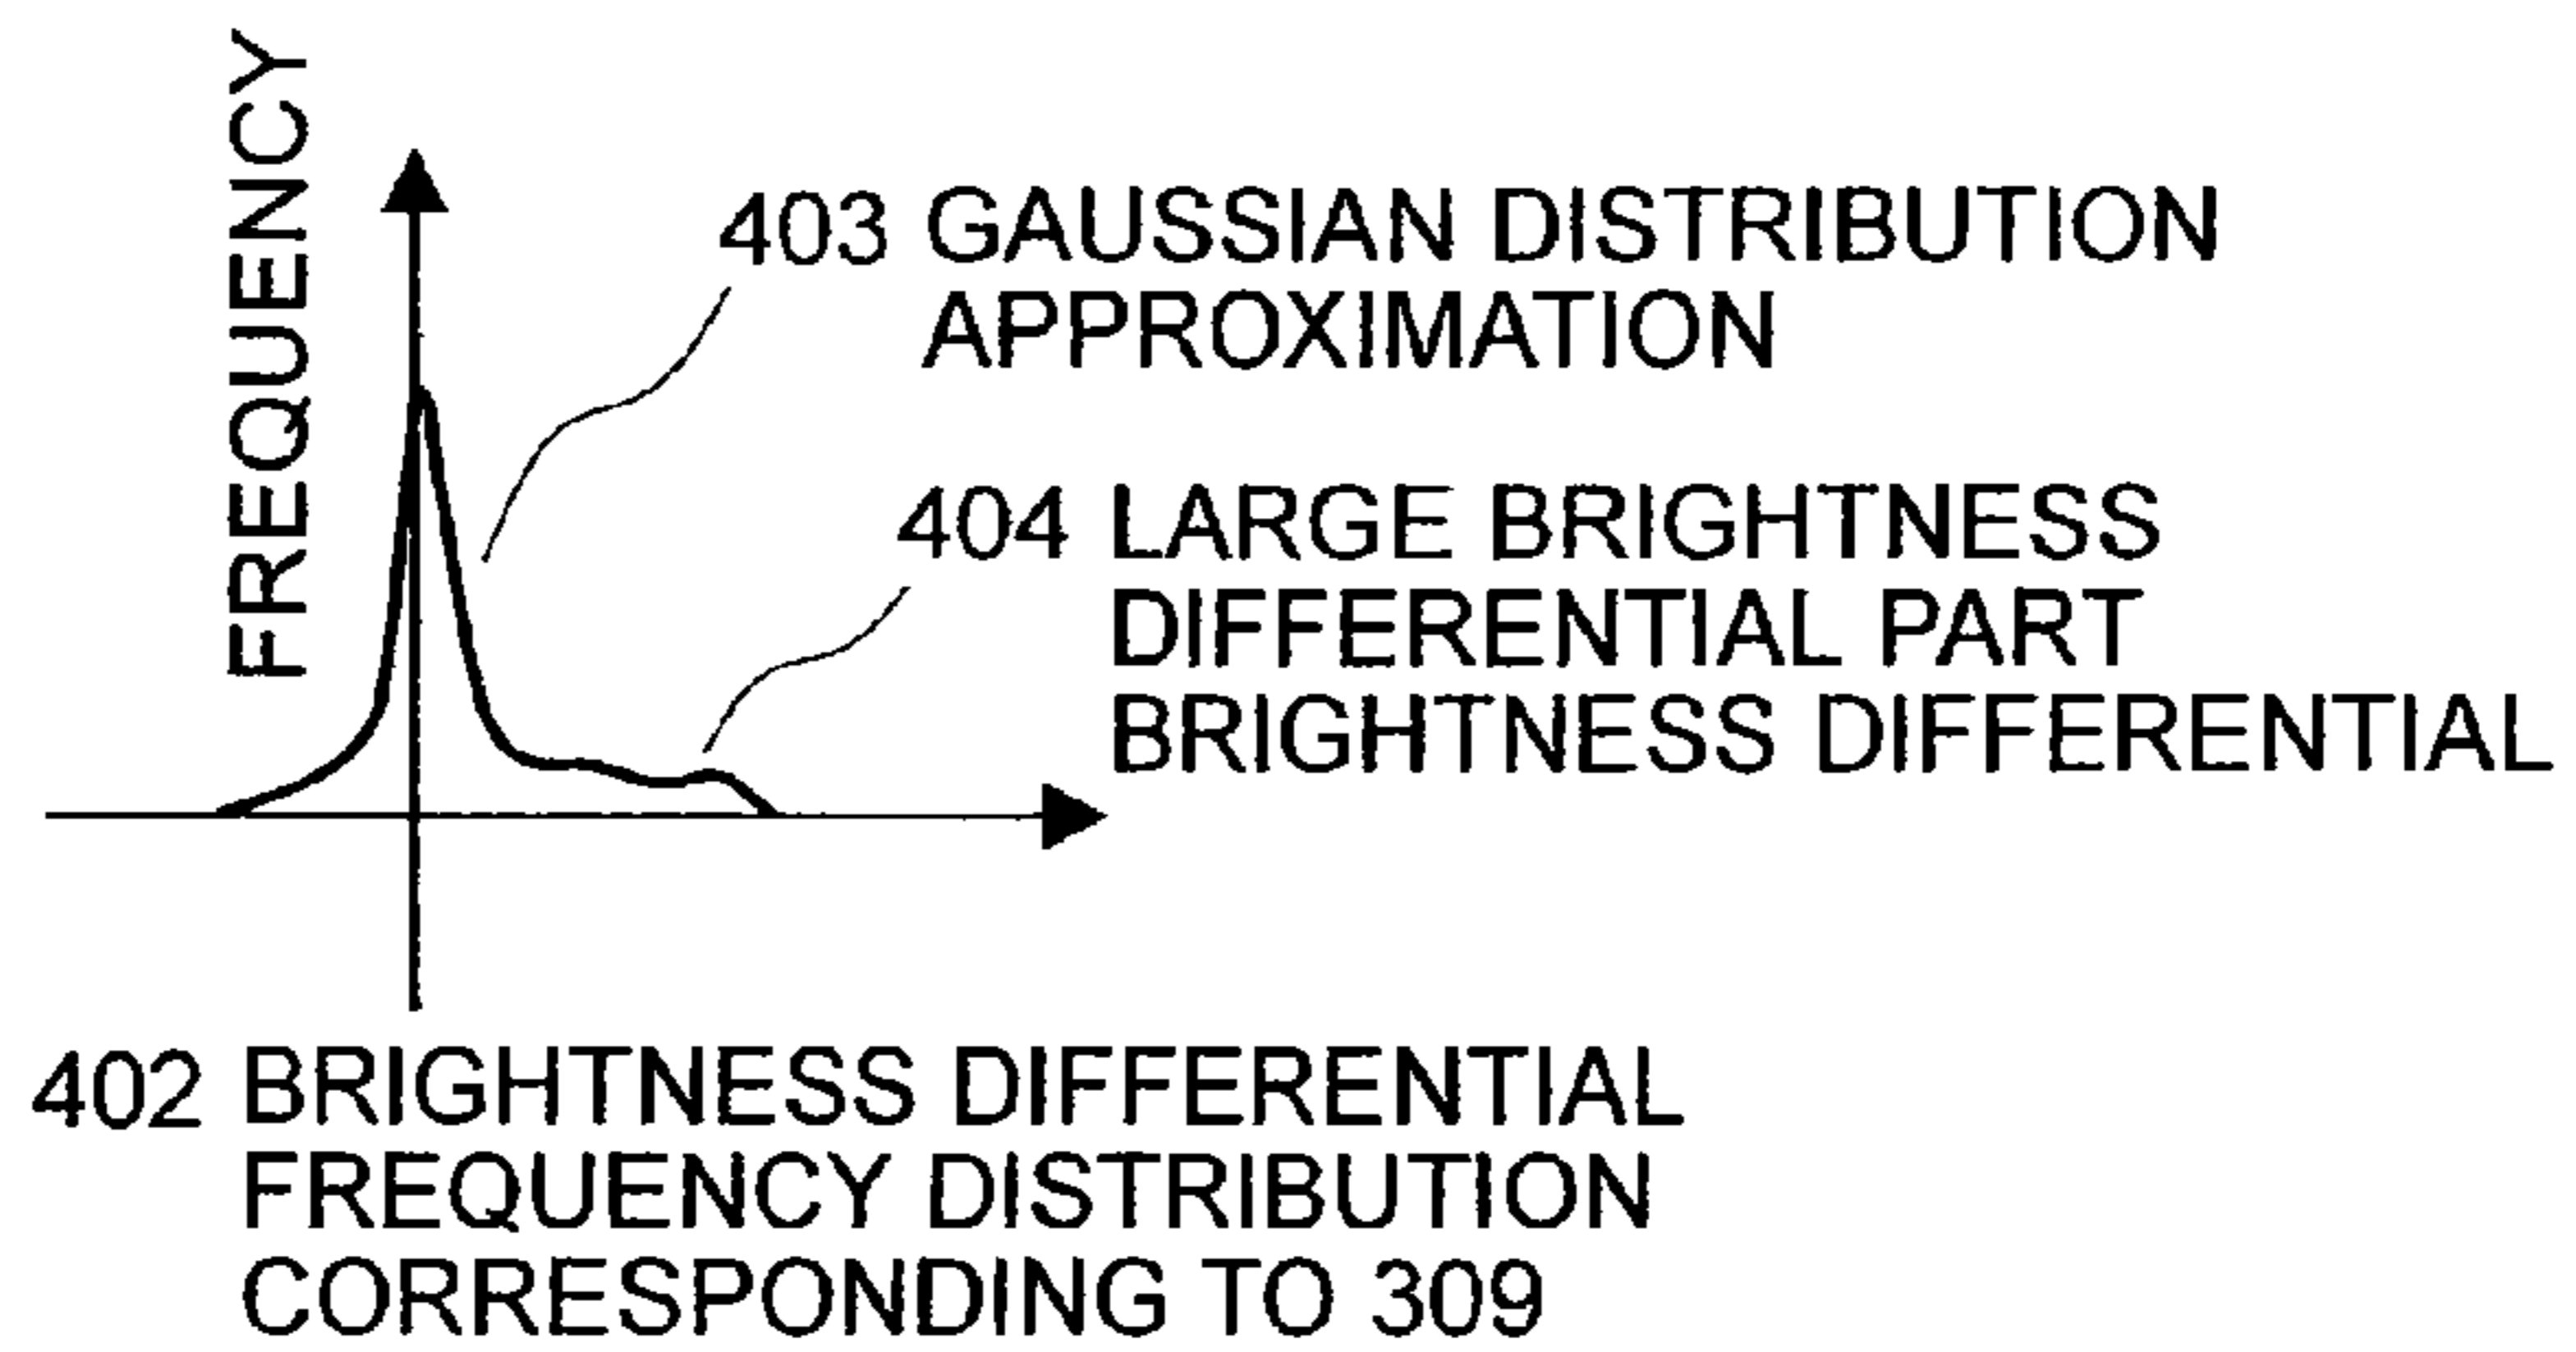 FREQUENCY
403 GAUSSIAN DISTRIBUTION
APPROXIMATION
404 LARGE BRIGHTNESS
DIFFERENTIAL PART
BRIGHTNESS DIFFERENTIAL
402 BRIGHTNESS DIFFERENTIAL
FREQUENCY DISTRIBUTION
CORRESPONDING TO 309